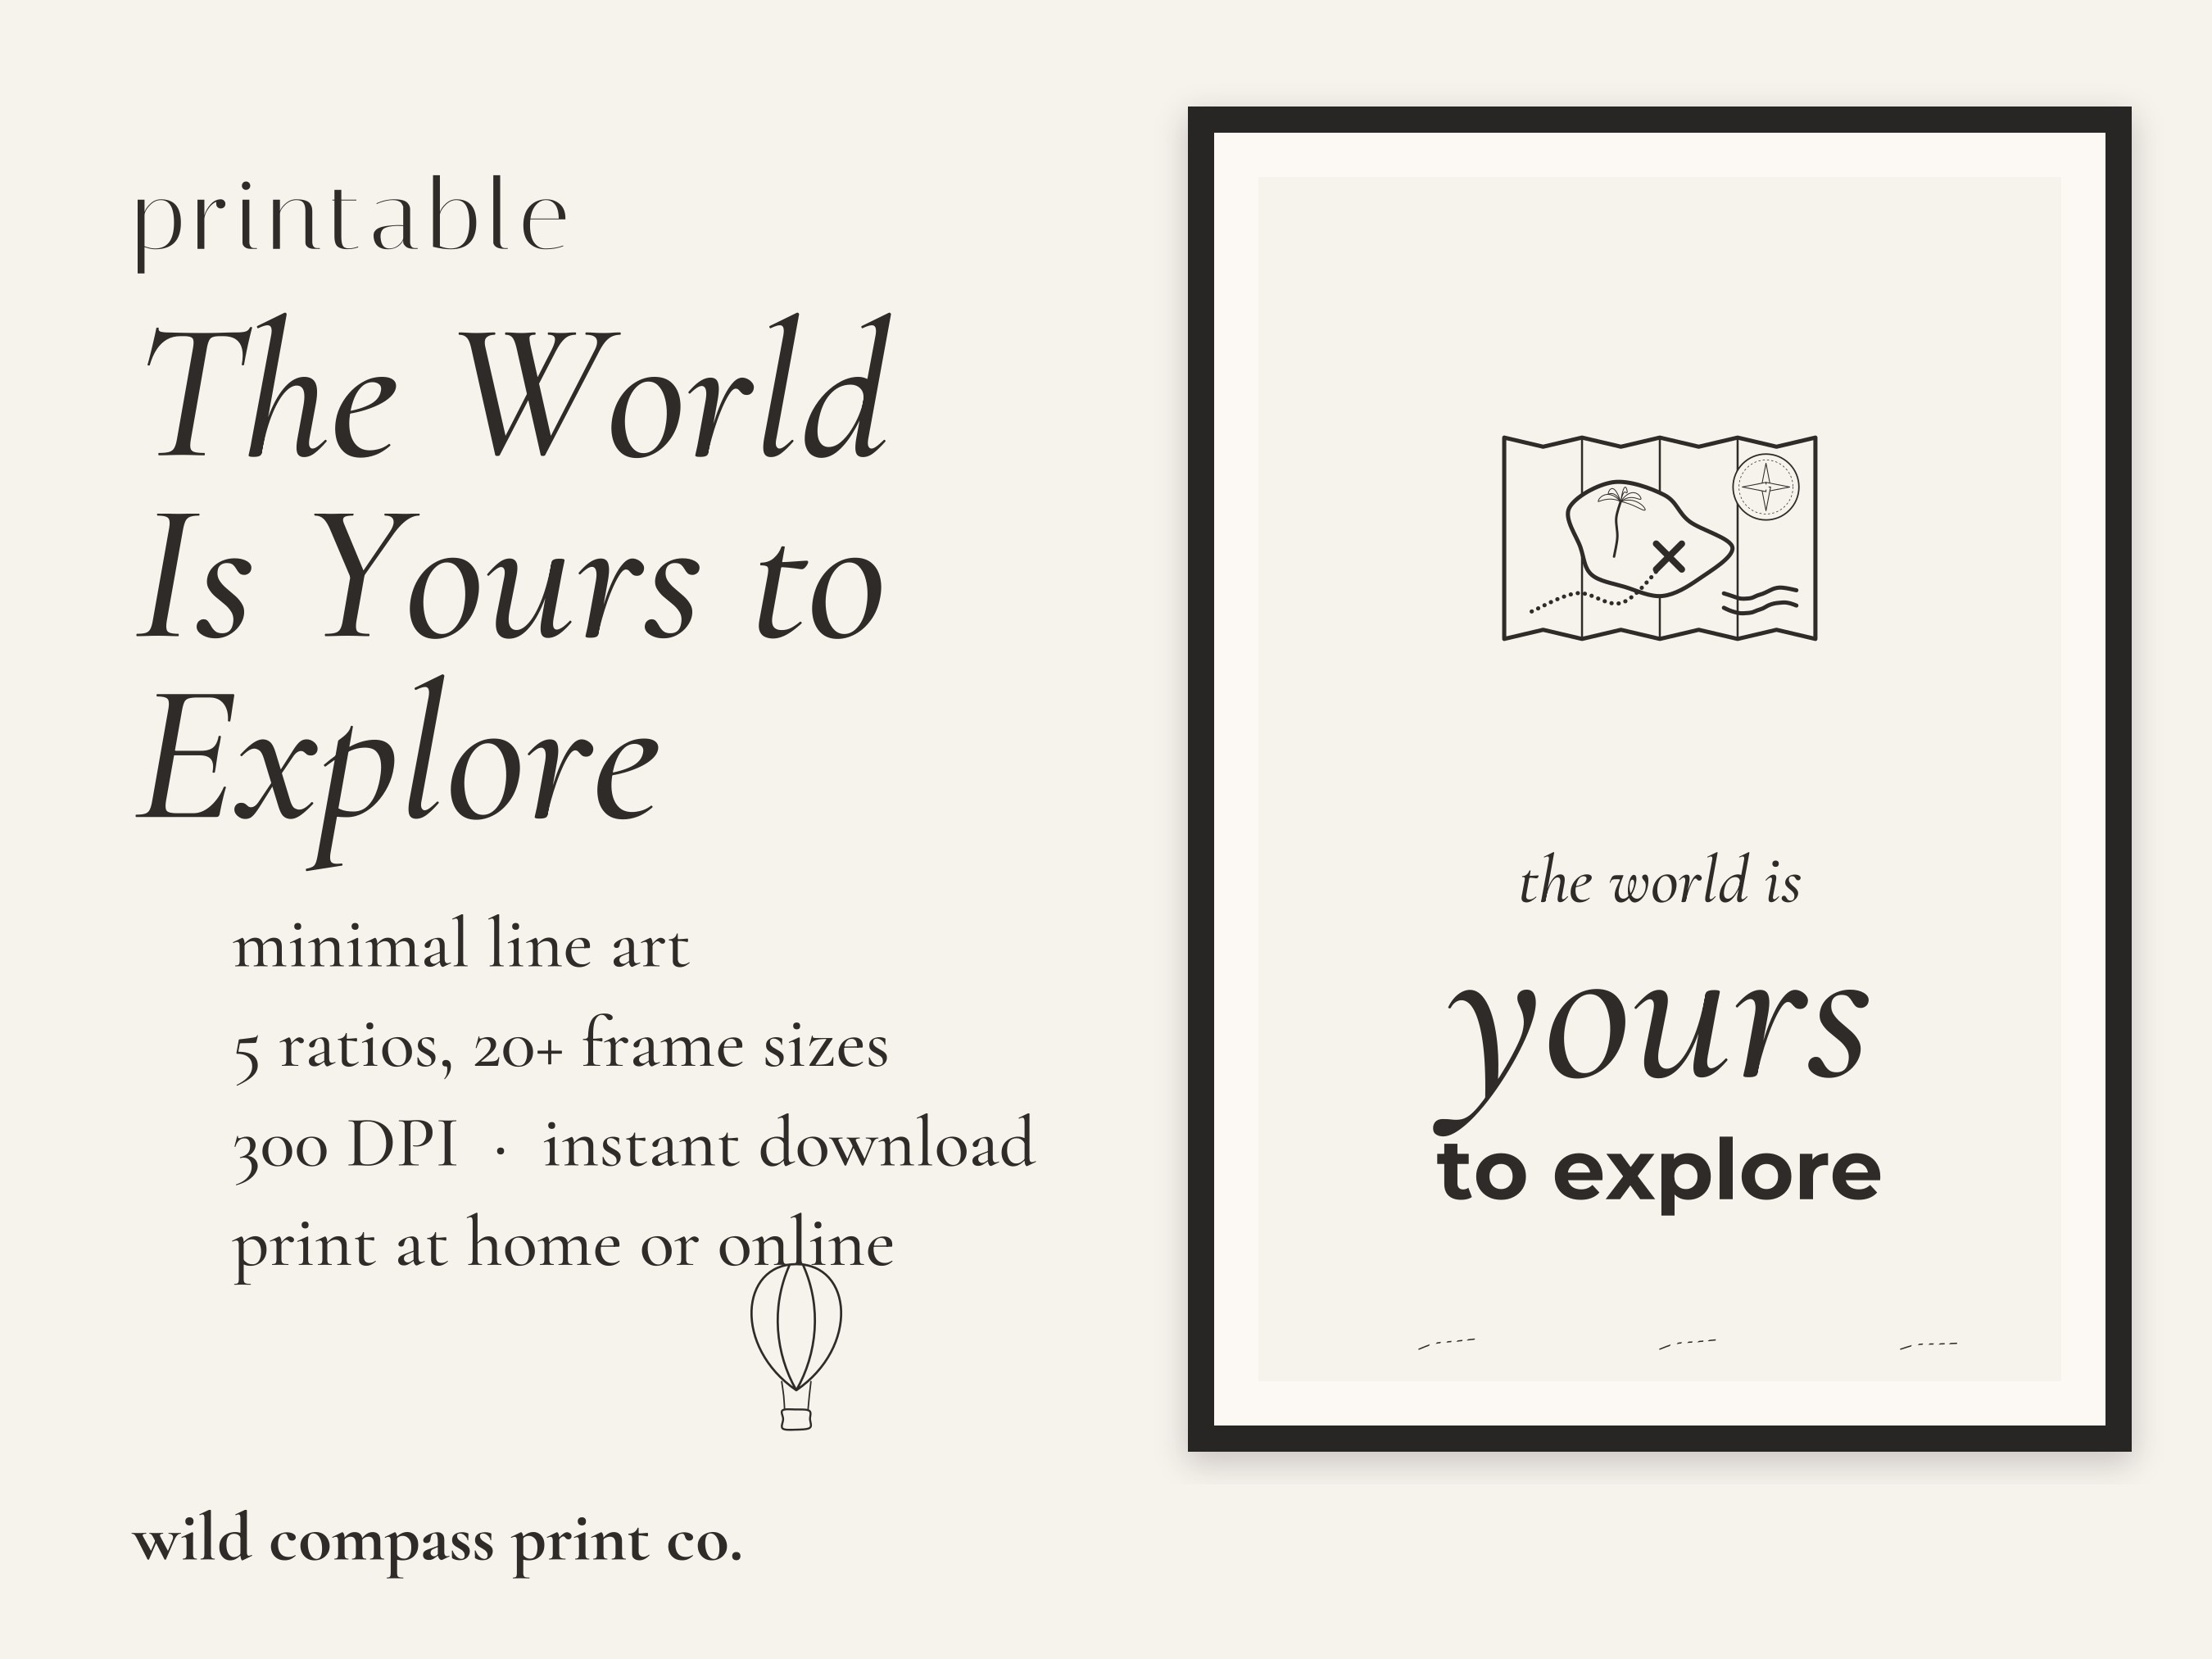 printable
The World
Is Yours to
Explore
minimal line art
5 ratios, 20+ frame sizes
300 DPI · instant download
print at home or online
wild compass print co.
the world is
yours
to explore